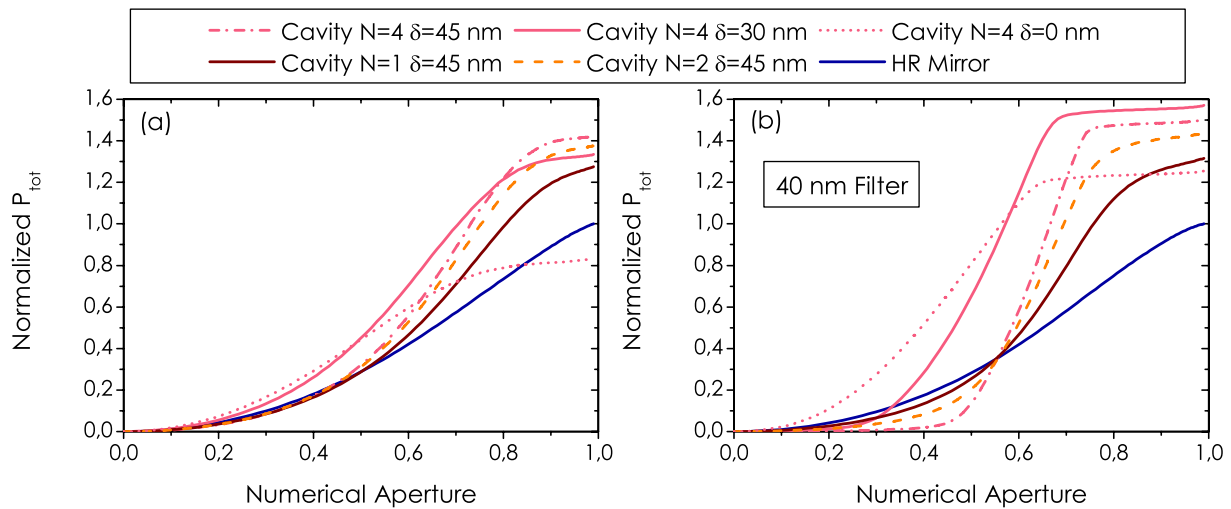 Cavity N=4 δ=45 nm Cavity N=4 δ=30 nm Cavity N=4 δ=0 nm
Cavity N=1 δ=45 nm Cavity N=2 δ=45 nm HR Mirror
(a)
Normalized P_tot
1,6
1,4
1,2
1,0
0,8
0,6
0,4
0,2
0,0
0,0 0,2 0,4 0,6 0,8 1,0
Numerical Aperture
(b)
40 nm Filter
Normalized P_tot
1,6
1,4
1,2
1,0
0,8
0,6
0,4
0,2
0,0
0,0 0,2 0,4 0,6 0,8 1,0
Numerical Aperture